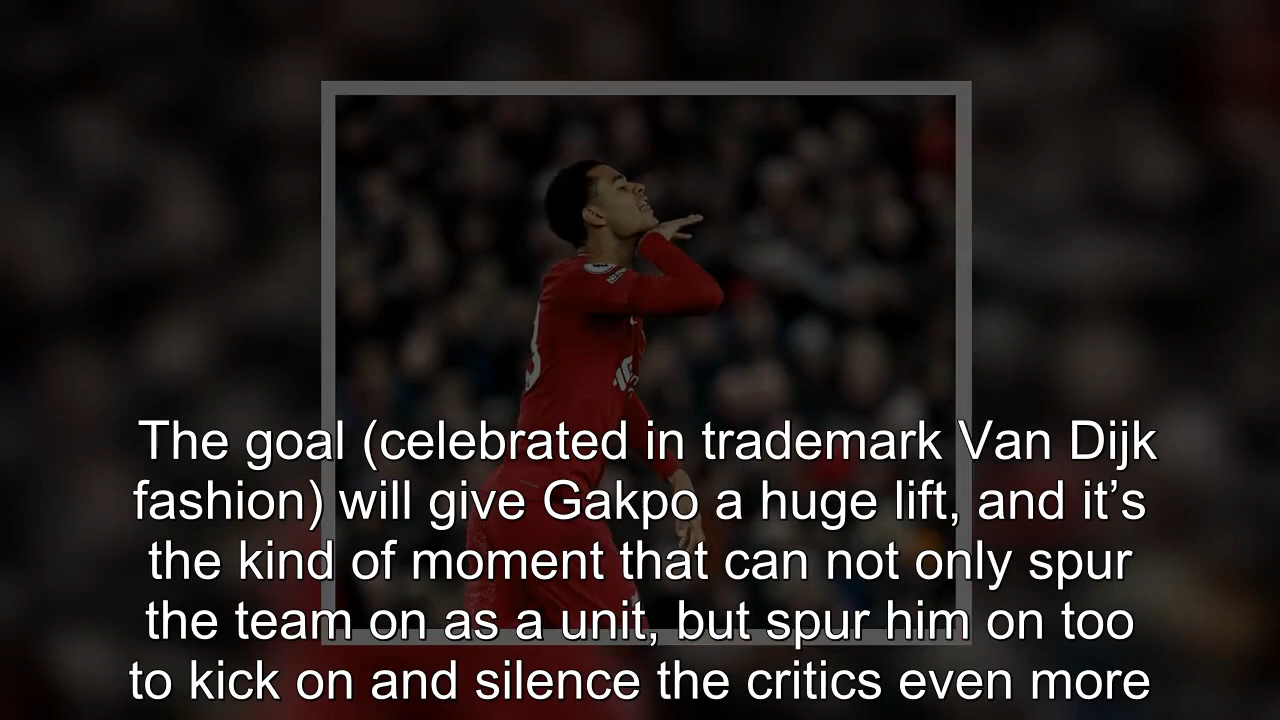 The goal (celebrated in trademark Van Dijk
fashion) will give Gakpo a huge lift, and it’s
the kind of moment that can not only spur
the team on as a unit, but spur him on too
to kick on and silence the critics even more